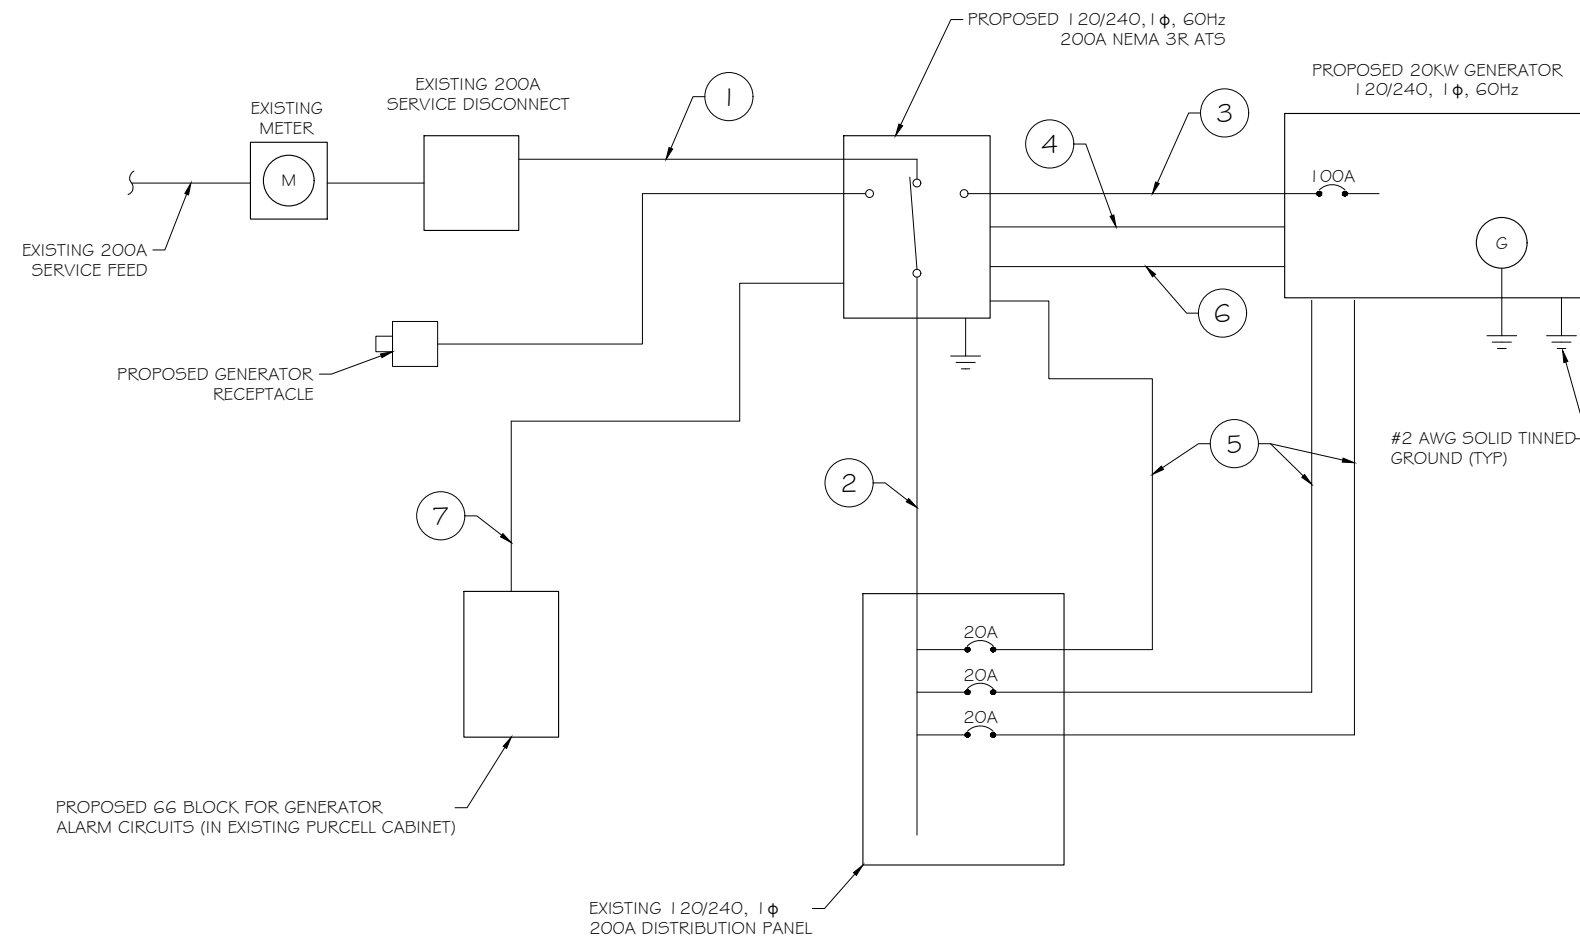 PROPOSED 120/240,1ϕ, 60Hz
200A NEMA 3R ATS
PROPOSED 20KW GENERATOR
120/240, 1ϕ, 60Hz
EXISTING 200A
SERVICE DISCONNECT
EXISTING
METER
1
3
4
M
100A
EXISTING 200A
SERVICE FEED
G
6
PROPOSED GENERATOR
RECEPTACLE
5
#2 AWG SOLID TINNED
GROUND (TYP)
2
7
20A
20A
20A
PROPOSED 66 BLOCK FOR GENERATOR
ALARM CIRCUITS (IN EXISTING PURCELL CABINET)
EXISTING 120/240, 1ϕ
200A DISTRIBUTION PANEL